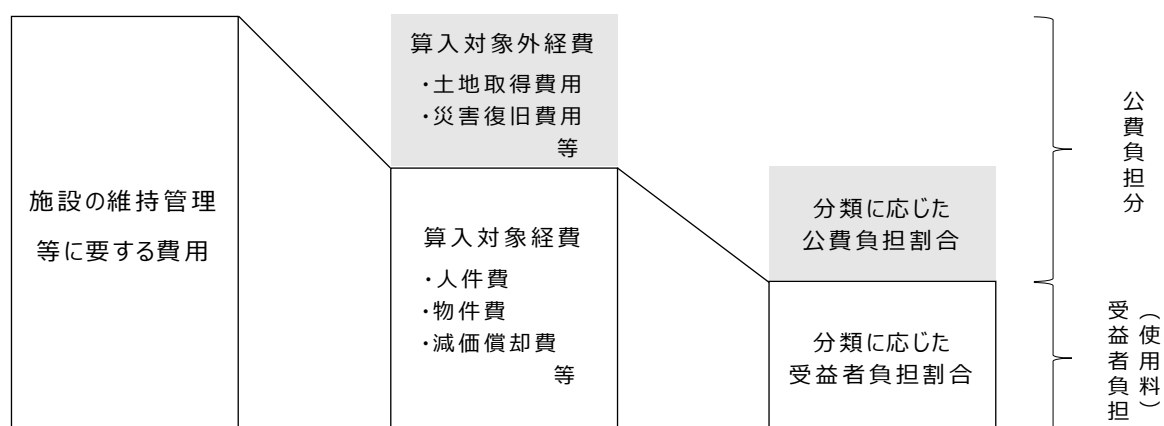 施設の維持管理
等に要する費用
算入対象外経費
・土地取得費用
・災害復旧費用
等
算入対象経費
・人件費
・物件費
・減価償却費
等
分類に応じた
公費負担割合
分類に応じた
受益者負担割合
公費負担分
受益者負担
（使用料）